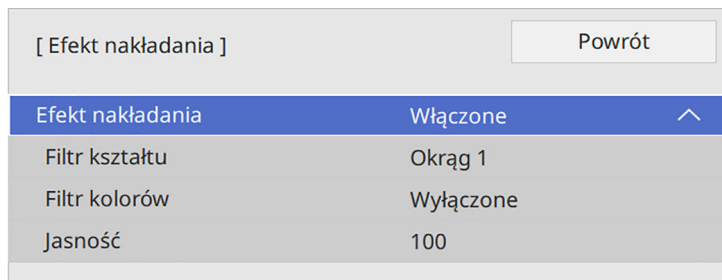 [ Efekt nakładania ]
Powrót
Efekt nakładania Włączone
Filtr kształtu Okrąg 1
Filtr kolorów Wyłączone
Jasność 100